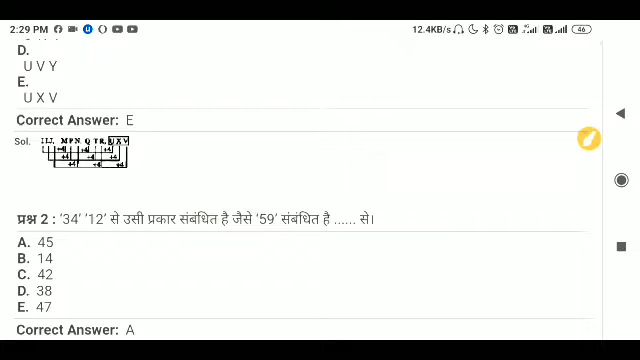 2:29 PM
12.4KB/s
46
D.
U V Y
E.
U X V
Correct Answer: E
Sol.
प्रश्न 2 : '34' '12' से उसी प्रकार संबंधित है जैसे '59' संबंधित है ...... से।
A. 45
B. 14
C. 42
D. 38
E. 47
Correct Answer: A